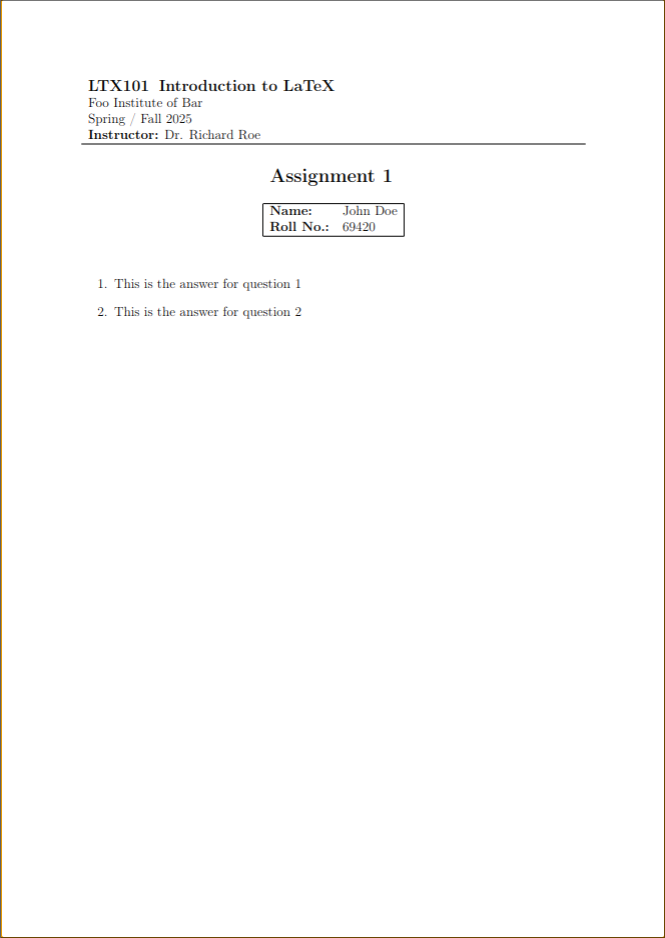 LTX101 Introduction to LaTeX
Foo Institute of Bar
Spring / Fall 2025
Instructor: Dr. Richard Roe
Assignment 1
Name: John Doe
Roll No.: 69420
1. This is the answer for question 1
2. This is the answer for question 2